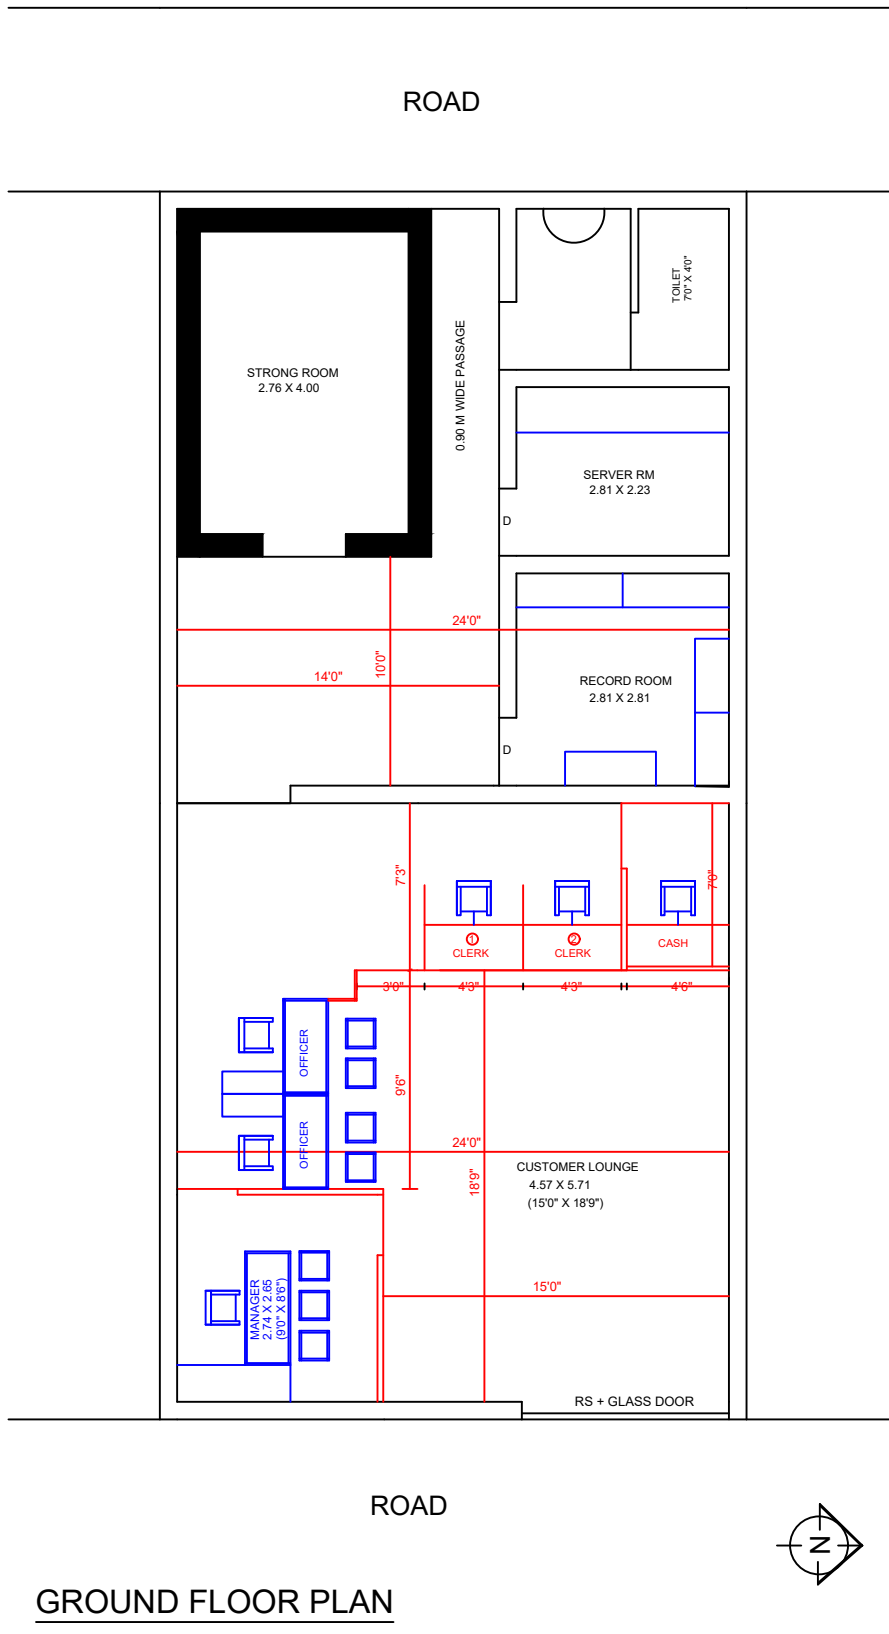 ROAD
TOILET
7'0" X 4'0"
STRONG ROOM
2.76 X 4.00
0.90 M WIDE PASSAGE
SERVER RM
2.81 X 2.23
D
24'0"
10'0"
14'0"
RECORD ROOM
2.81 X 2.81
D
7'3"
7'0"
1
CLERK
2
CLERK
CASH
3'0"
4'3"
4'3"
4'6"
OFFICER
9'6"
OFFICER
24'0"
18'9"
CUSTOMER LOUNGE
4.57 X 5.71
(15'0" X 18'9")
MANAGER
2.74 X 2.65
(9'0" X 8'6")
15'0"
RS + GLASS DOOR
ROAD
N
GROUND FLOOR PLAN